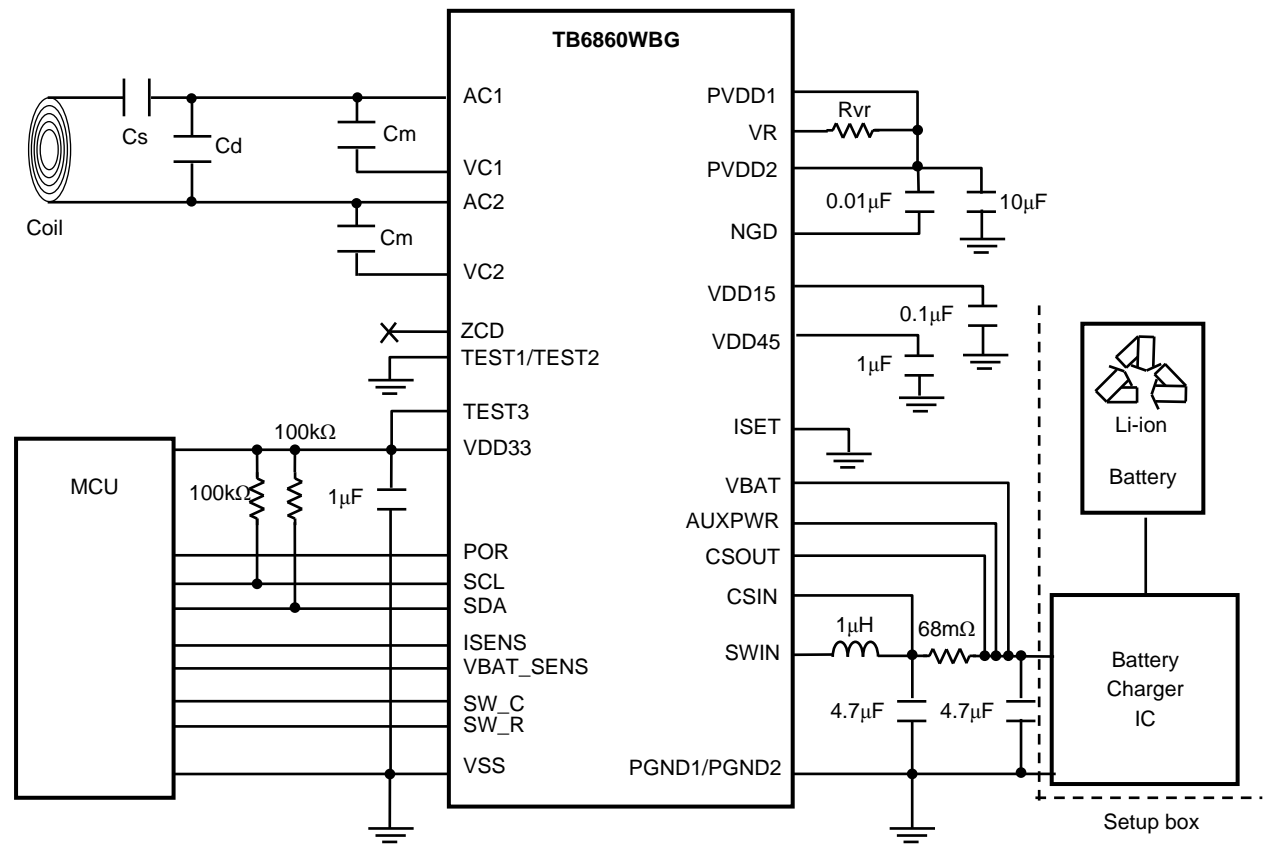 TB6860WBG
AC1
PVDD1
Rvr
VR
Cs
Cd
Cm
VC1
PVDD2
AC2
0.01μF
10μF
Coil
NGD
Cm
VC2
VDD15
0.1μF
ZCD
VDD45
TEST1/TEST2
1μF
TEST3
ISET
100kΩ
VDD33
Li-ion
Battery
MCU
100kΩ
1μF
VBAT
AUXPWR
POR
CSOUT
SCL
SDA
CSIN
1μH
68mΩ
ISENS
SWIN
VBAT_SENS
Battery
Charger
IC
SW_C
SW_R
4.7μF
4.7μF
VSS
PGND1/PGND2
Setup box